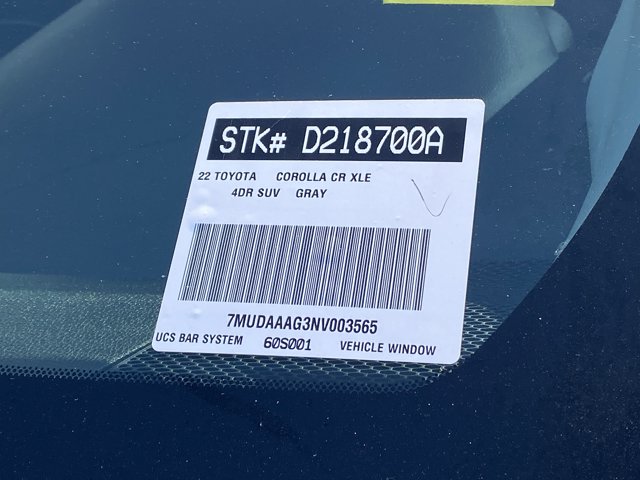 STK# D218700A
22 TOYOTA COROLLA CR XLE
4DR SUV GRAY
7MUDAAAG3NV003565
UCS BAR SYSTEM 60S001 VEHICLE WINDOW